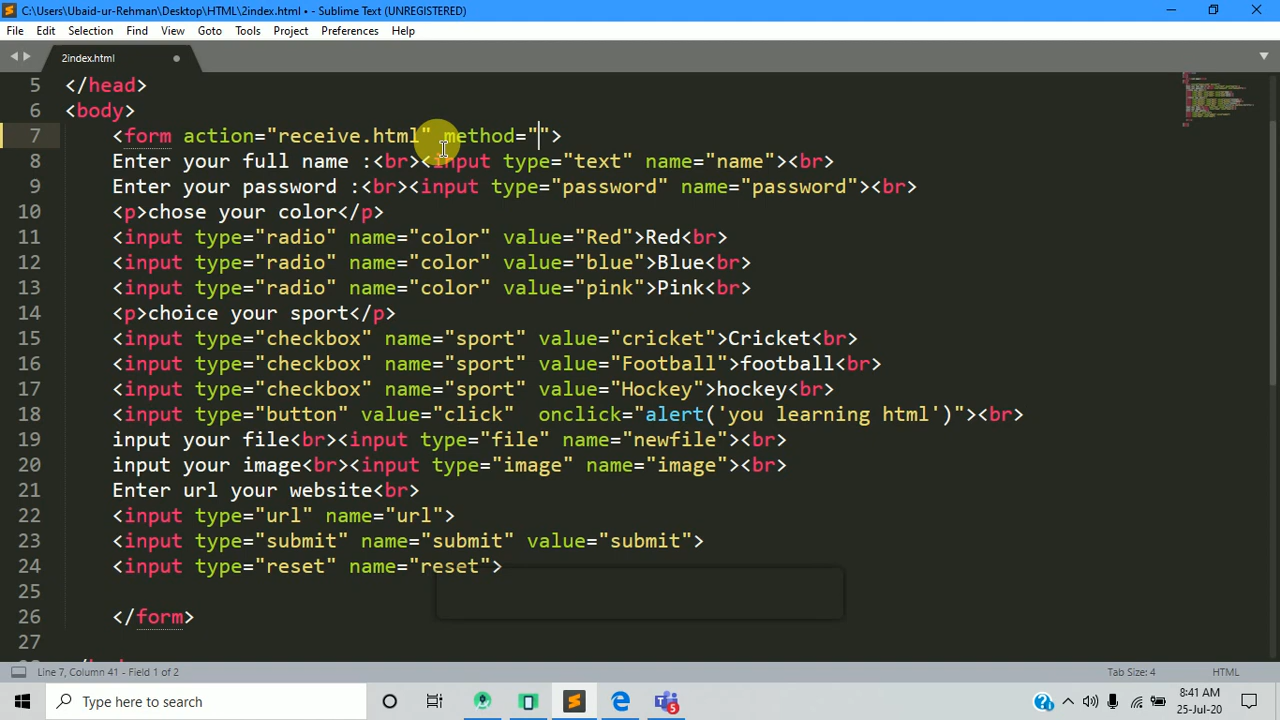 C:\Users\Ubaid-ur-Rehman\Desktop\HTML\2index.html • - Sublime Text (UNREGISTERED)
File Edit Selection Find View Goto Tools Project Preferences Help
2index.html
5 </head>
6 <body>
7 <form action="receive.html" method="">
8 Enter your full name :<br><input type="text" name="name"><br>
9 Enter your password :<br><input type="password" name="password"><br>
10 <p>chose your color</p>
11 <input type="radio" name="color" value="Red">Red<br>
12 <input type="radio" name="color" value="blue">Blue<br>
13 <input type="radio" name="color" value="pink">Pink<br>
14 <p>choice your sport</p>
15 <input type="checkbox" name="sport" value="cricket">Cricket<br>
16 <input type="checkbox" name="sport" value="Football">football<br>
17 <input type="checkbox" name="sport" value="Hockey">hockey<br>
18 <input type="button" value="click"  onclick="alert('you learning html')"><br>
19 input your file<br><input type="file" name="newfile"><br>
20 input your image<br><input type="image" name="image"><br>
21 Enter url your website<br>
22 <input type="url" name="url">
23 <input type="submit" name="submit" value="submit">
24 <input type="reset" name="reset">
25
26 </form>
27
Line 7, Column 41 - Field 1 of 2 Tab Size: 4 HTML
Type here to search 5 8:41 AM
25-Jul-20